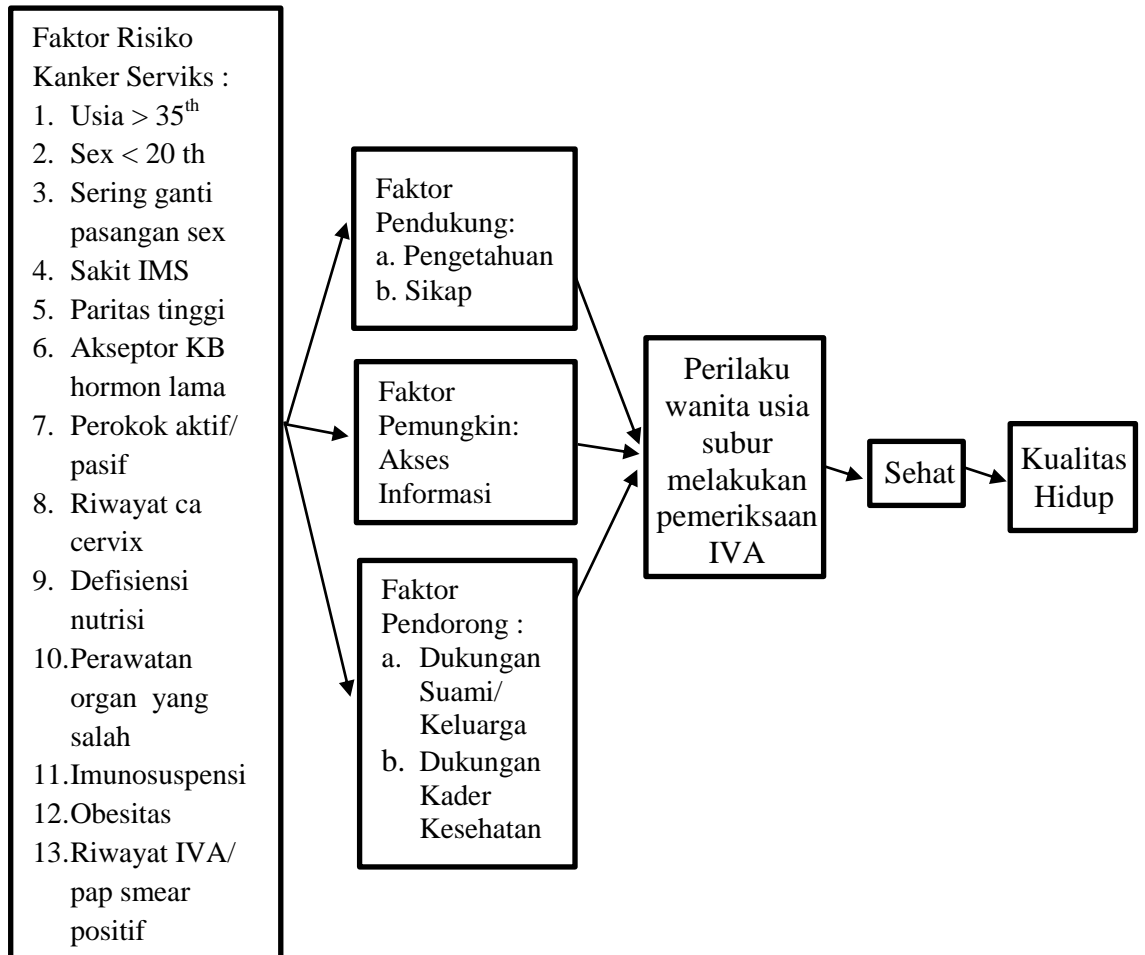 Faktor Risiko
Kanker Serviks :
1. Usia > 35th
2. Sex < 20 th
3. Sering ganti
pasangan sex
4. Sakit IMS
5. Paritas tinggi
6. Akseptor KB
hormon lama
7. Perokok aktif/
pasif
8. Riwayat ca
cervix
9. Defisiensi
nutrisi
10.Perawatan
organ yang
salah
11.Imunosuspensi
12.Obesitas
13.Riwayat IVA/
pap smear
positif
Faktor
Pendukung:
a. Pengetahuan
b. Sikap
Faktor
Pemungkin:
Akses
Informasi
Faktor
Pendorong :
a. Dukungan
Suami/
Keluarga
b. Dukungan
Kader
Kesehatan
Perilaku
wanita usia
subur
melakukan
pemeriksaan
IVA
Sehat
Kualitas
Hidup